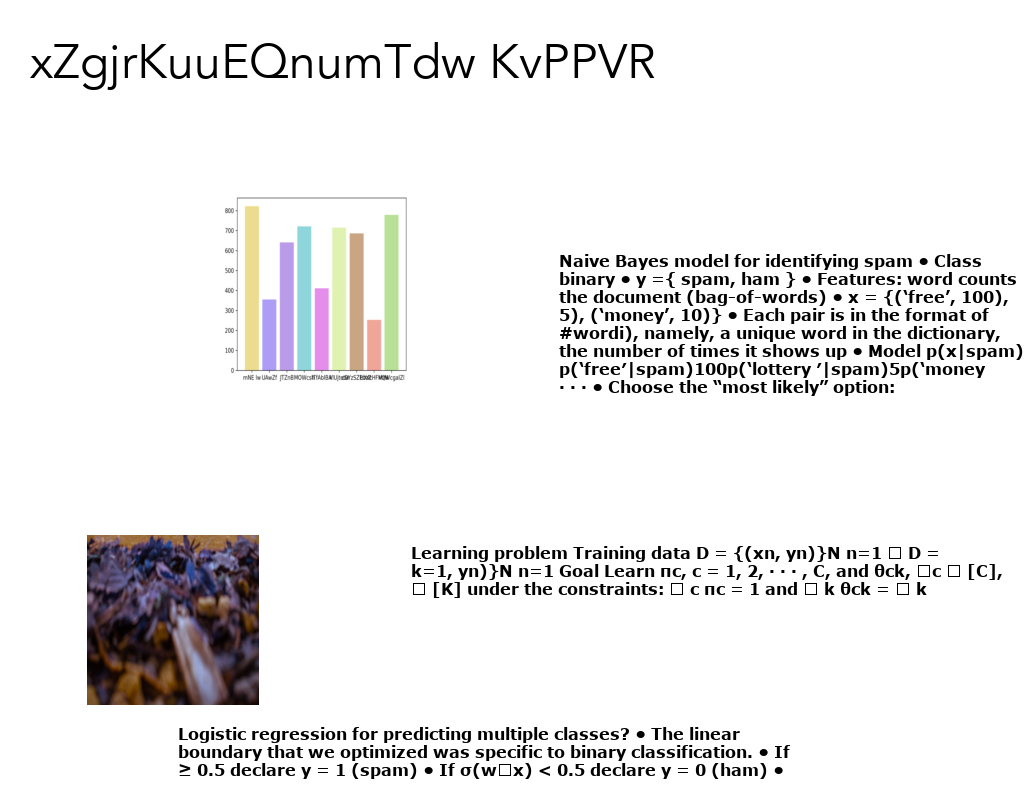 xZgjrKuuEQnumTdw KvPPVR
800
700
600
500
400
300
200
100
0
Naive Bayes model for identifying spam • Class
binary • y ={ spam, ham } • Features: word counts
the document (bag-of-words) • x = {(‘free’, 100),
5), (‘money’, 10)} • Each pair is in the format of
#wordi), namely, a unique word in the dictionary,
the number of times it shows up • Model p(x|spam)
p(‘free’|spam)100p(‘lottery ’|spam)5p(‘money
· · · • Choose the “most likely” option:
Learning problem Training data D = {(xn, yn)}N n=1 □ D =
k=1, yn)}N n=1 Goal Learn πc, c = 1, 2, · · · , C, and θck, □c □ [C],
□ [K] under the constraints: □ c πc = 1 and □ k θck = □ k
Logistic regression for predicting multiple classes? • The linear
boundary that we optimized was specific to binary classification. • If
≥ 0.5 declare y = 1 (spam) • If σ(w□x) < 0.5 declare y = 0 (ham) •